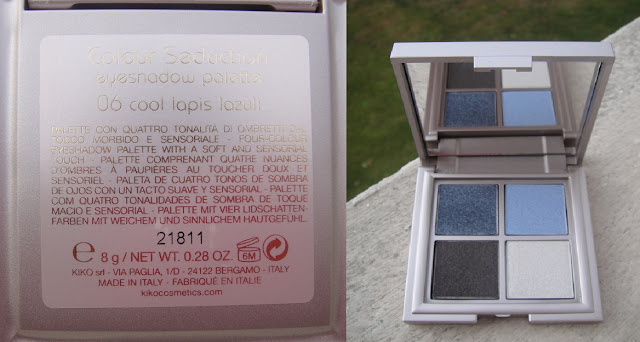 Colour Seduction
eyeshadow palette
06 cool lapis lazuli
PALETTE CON QUATTRO TONALITÀ DI OMBRETTI DAL
TOCCO MORBIDO E SENSORIALE - FOUR-COLOUR
EYESHADOW PALETTE WITH A SOFT AND SENSORIAL
TOUCH - PALETTE COMPRENANT QUATRE NUANCES
D'OMBRES À PAUPIÈRES AU TOUCHER DOUX ET
SENSORIEL - PALETA DE CUATRO TONOS DE SOMBRA
DE OJOS CON UN TACTO SUAVE Y SENSORIAL - PALETTE
COM QUATRO TONALIDADES DE SOMBRA DE TOQUE
MACIO E SENSORIAL - PALETTE MIT VIER LIDSCHATTEN-
FARBEN MIT WEICHEM UND SINNLICHEM HAUTGEFÜHL.
21811
e 8 g / NET WT. 0.28 OZ. 6M
KIKO srl - VIA PAGLIA, 1/D - 24122 BERGAMO - ITALY
MADE IN ITALY - FABRIQUÉ EN ITALIE
kikocosmetics.com